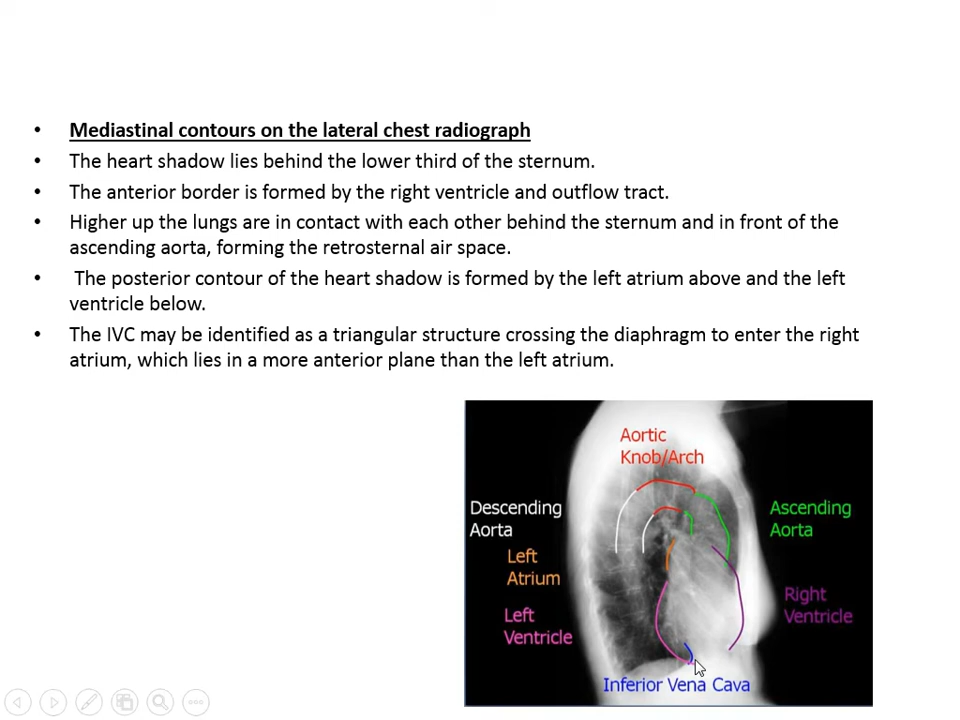 • Mediastinal contours on the lateral chest radiograph
• The heart shadow lies behind the lower third of the sternum.
• The anterior border is formed by the right ventricle and outflow tract.
• Higher up the lungs are in contact with each other behind the sternum and in front of the
ascending aorta, forming the retrosternal air space.
• The posterior contour of the heart shadow is formed by the left atrium above and the left
ventricle below.
• The IVC may be identified as a triangular structure crossing the diaphragm to enter the right
atrium, which lies in a more anterior plane than the left atrium.
Aortic
Knob/Arch
Descending
Aorta
Ascending
Aorta
Left
Atrium
Right
Ventricle
Left
Ventricle
Inferior Vena Cava